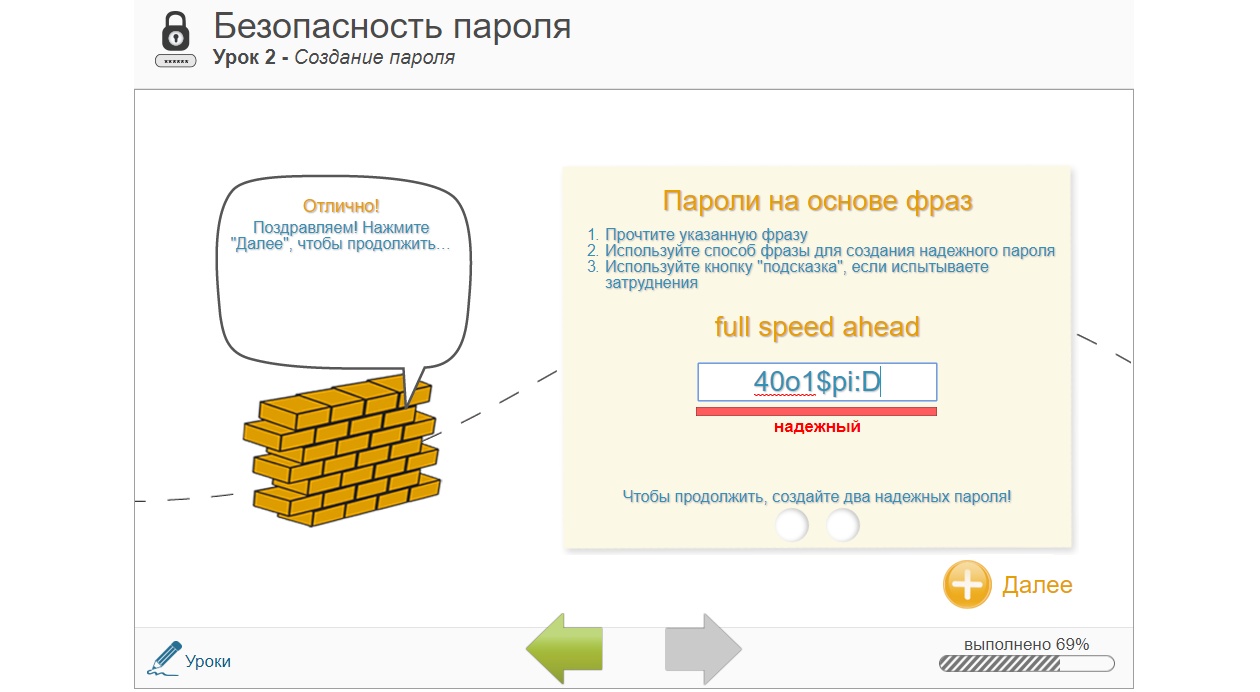 Безопасность пароля
Урок 2 - Создание пароля
******
Отлично!
Поздравляем! Нажмите
"Далее", чтобы продолжить...
Пароли на основе фраз
1. Прочтите указанную фразу
2. Используйте способ фразы для создания надежного пароля
3. Используйте кнопку "подсказка", если испытываете
затруднения
full speed ahead
40o1$pi:D
надежный
Чтобы продолжить, создайте два надежных пароля!
Далее
Уроки
выполнено 69%